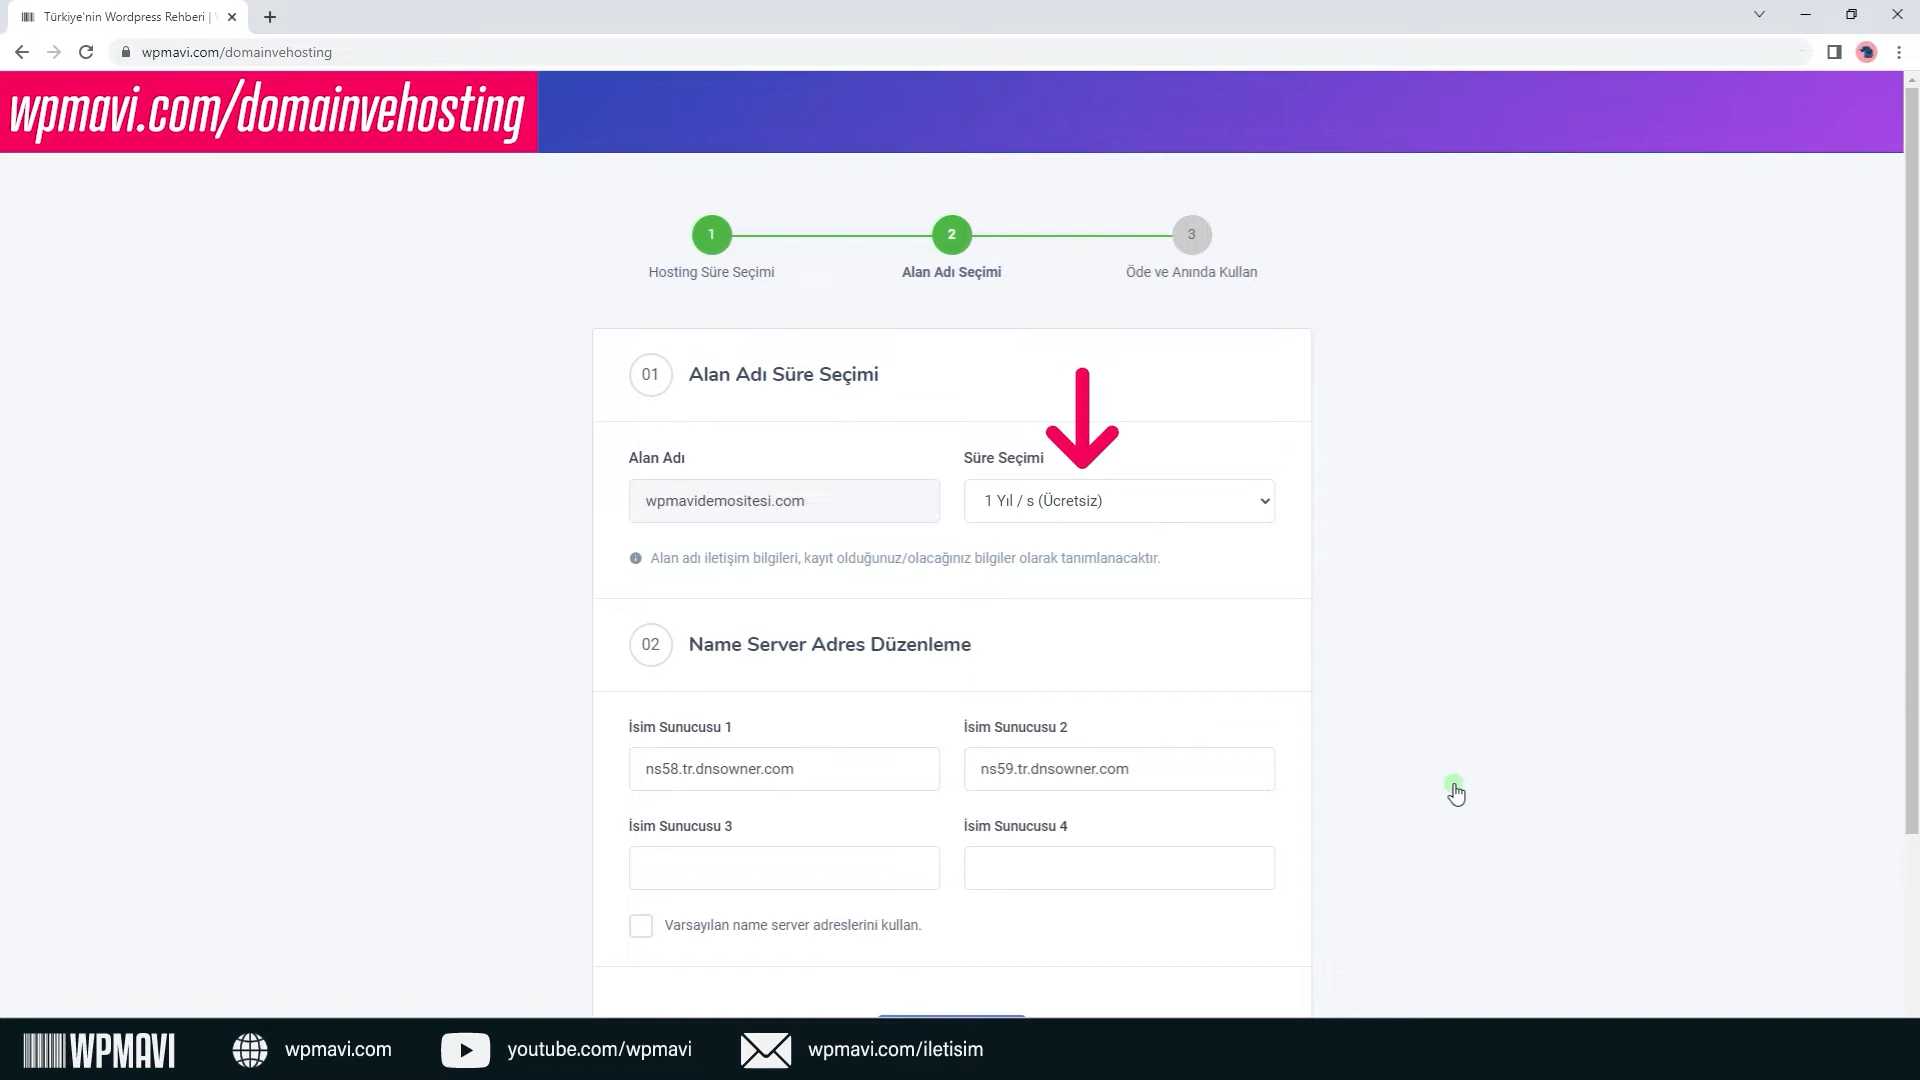 Türkiye'nin Wordpress Rehberi |
wpmavi.com/domainvehosting
wpmavi.com/domainvehosting
1
2
3
Hosting Süre Seçimi
Alan Adı Seçimi
Öde ve Anında Kullan
01
Alan Adı Süre Seçimi
Alan Adı
Süre Seçimi
wpmavidemositesi.com
1 Yıl / s (Ücretsiz)
Alan adı iletişim bilgileri, kayıt olduğunuz/olacağınız bilgiler olarak tanımlanacaktır.
02
Name Server Adres Düzenleme
İsim Sunucusu 1
İsim Sunucusu 2
ns58.tr.dnsowner.com
ns59.tr.dnsowner.com
İsim Sunucusu 3
İsim Sunucusu 4
Varsayılan name server adreslerini kullan.
WPMAVI
wpmavi.com
youtube.com/wpmavi
wpmavi.com/iletisim